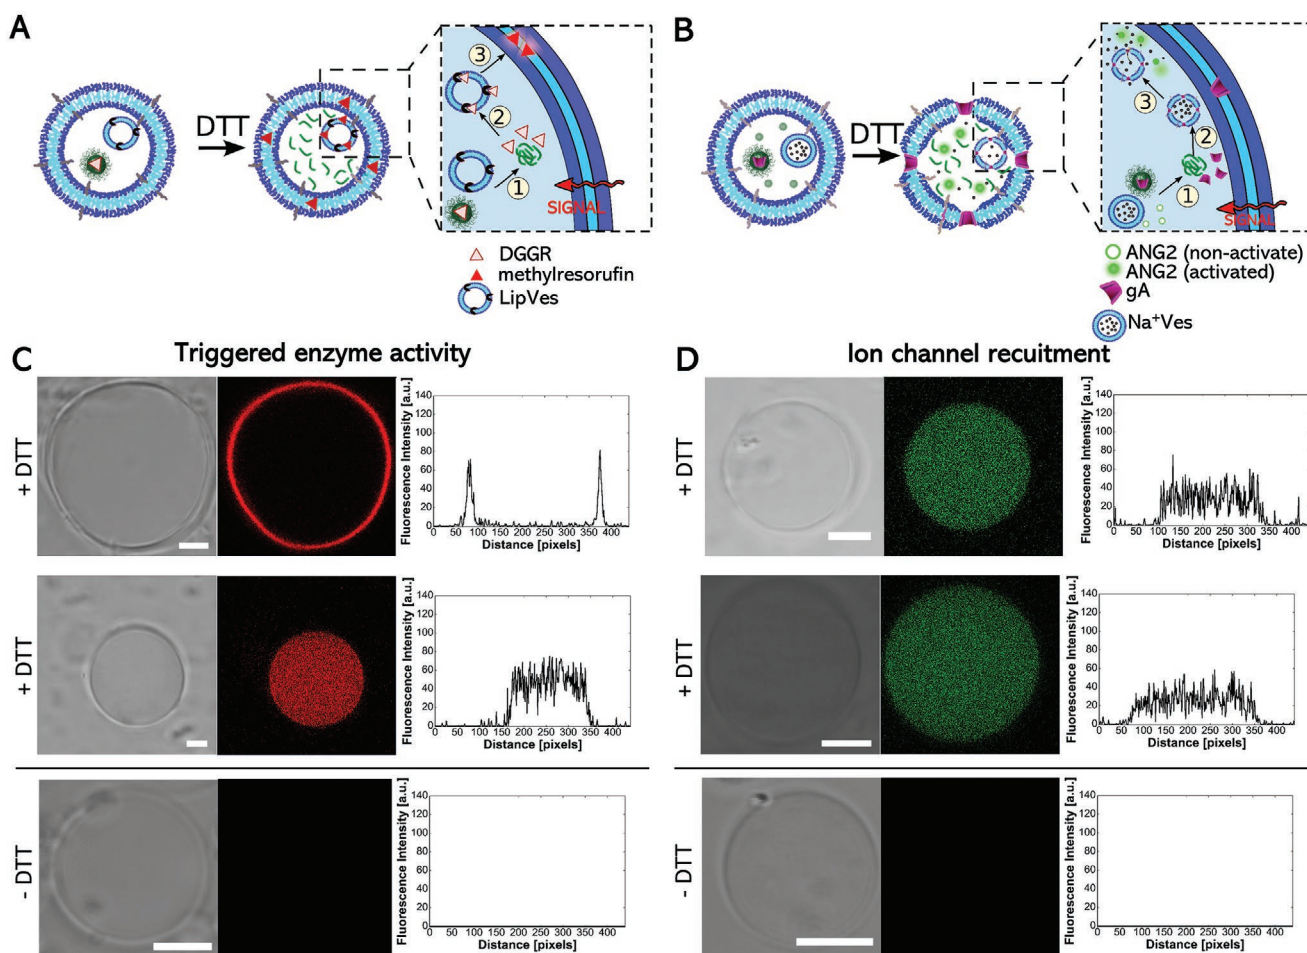 A
DTT
3
2
1
SIGNAL
DGGR
methylresorufin
LipVes
B
DTT
3
2
1
SIGNAL
ANG2 (non-activate)
ANG2 (activated)
gA
Na+Ves
C
Triggered enzyme activity
+ DTT
Fluorescence Intensity [a.u.]
140
120
100
80
60
40
20
0
0 50 100 150 200 250 300 350 400
Distance [pixels]
+ DTT
Fluorescence Intensity [a.u.]
140
120
100
80
60
40
20
0
0 50 100 150 200 250 300 350 400
Distance [pixels]
- DTT
Fluorescence Intensity [a.u.]
140
120
100
80
60
40
20
0
0 50 100 150 200 250 300 350 400
Distance [pixels]
D
Ion channel recuitment
+ DTT
Fluorescence Intensity [a.u.]
140
120
100
80
60
40
20
0
0 50 100 150 200 250 300 350 400
Distance [pixels]
+ DTT
Fluorescence Intensity [a.u.]
140
120
100
80
60
40
20
0
0 50 100 150 200 250 300 350 400
Distance [pixels]
- DTT
Fluorescence Intensity [a.u.]
140
120
100
80
60
40
20
0
0 50 100 150 200 250 300 350 400
Distance [pixels]